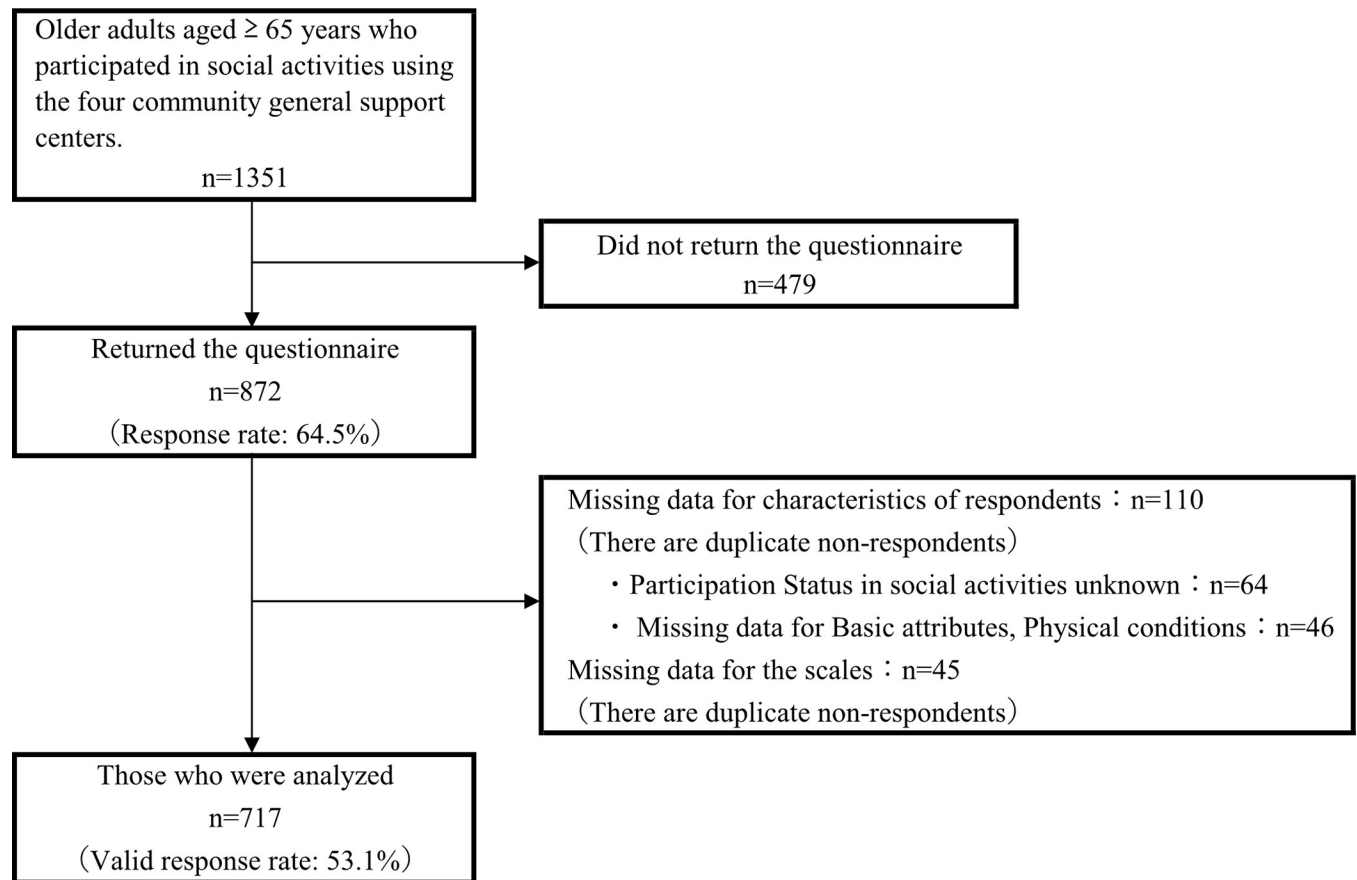 Older adults aged ≧ 65 years who
participated in social activities using
the four community general support
centers.
n=1351
Did not return the questionnaire
n=479
Returned the questionnaire
n=872
（Response rate: 64.5%）
Missing data for characteristics of respondents：n=110
（There are duplicate non-respondents）
・Participation Status in social activities unknown：n=64
・ Missing data for Basic attributes, Physical conditions：n=46
Missing data for the scales：n=45
（There are duplicate non-respondents）
Those who were analyzed
n=717
（Valid response rate: 53.1%）